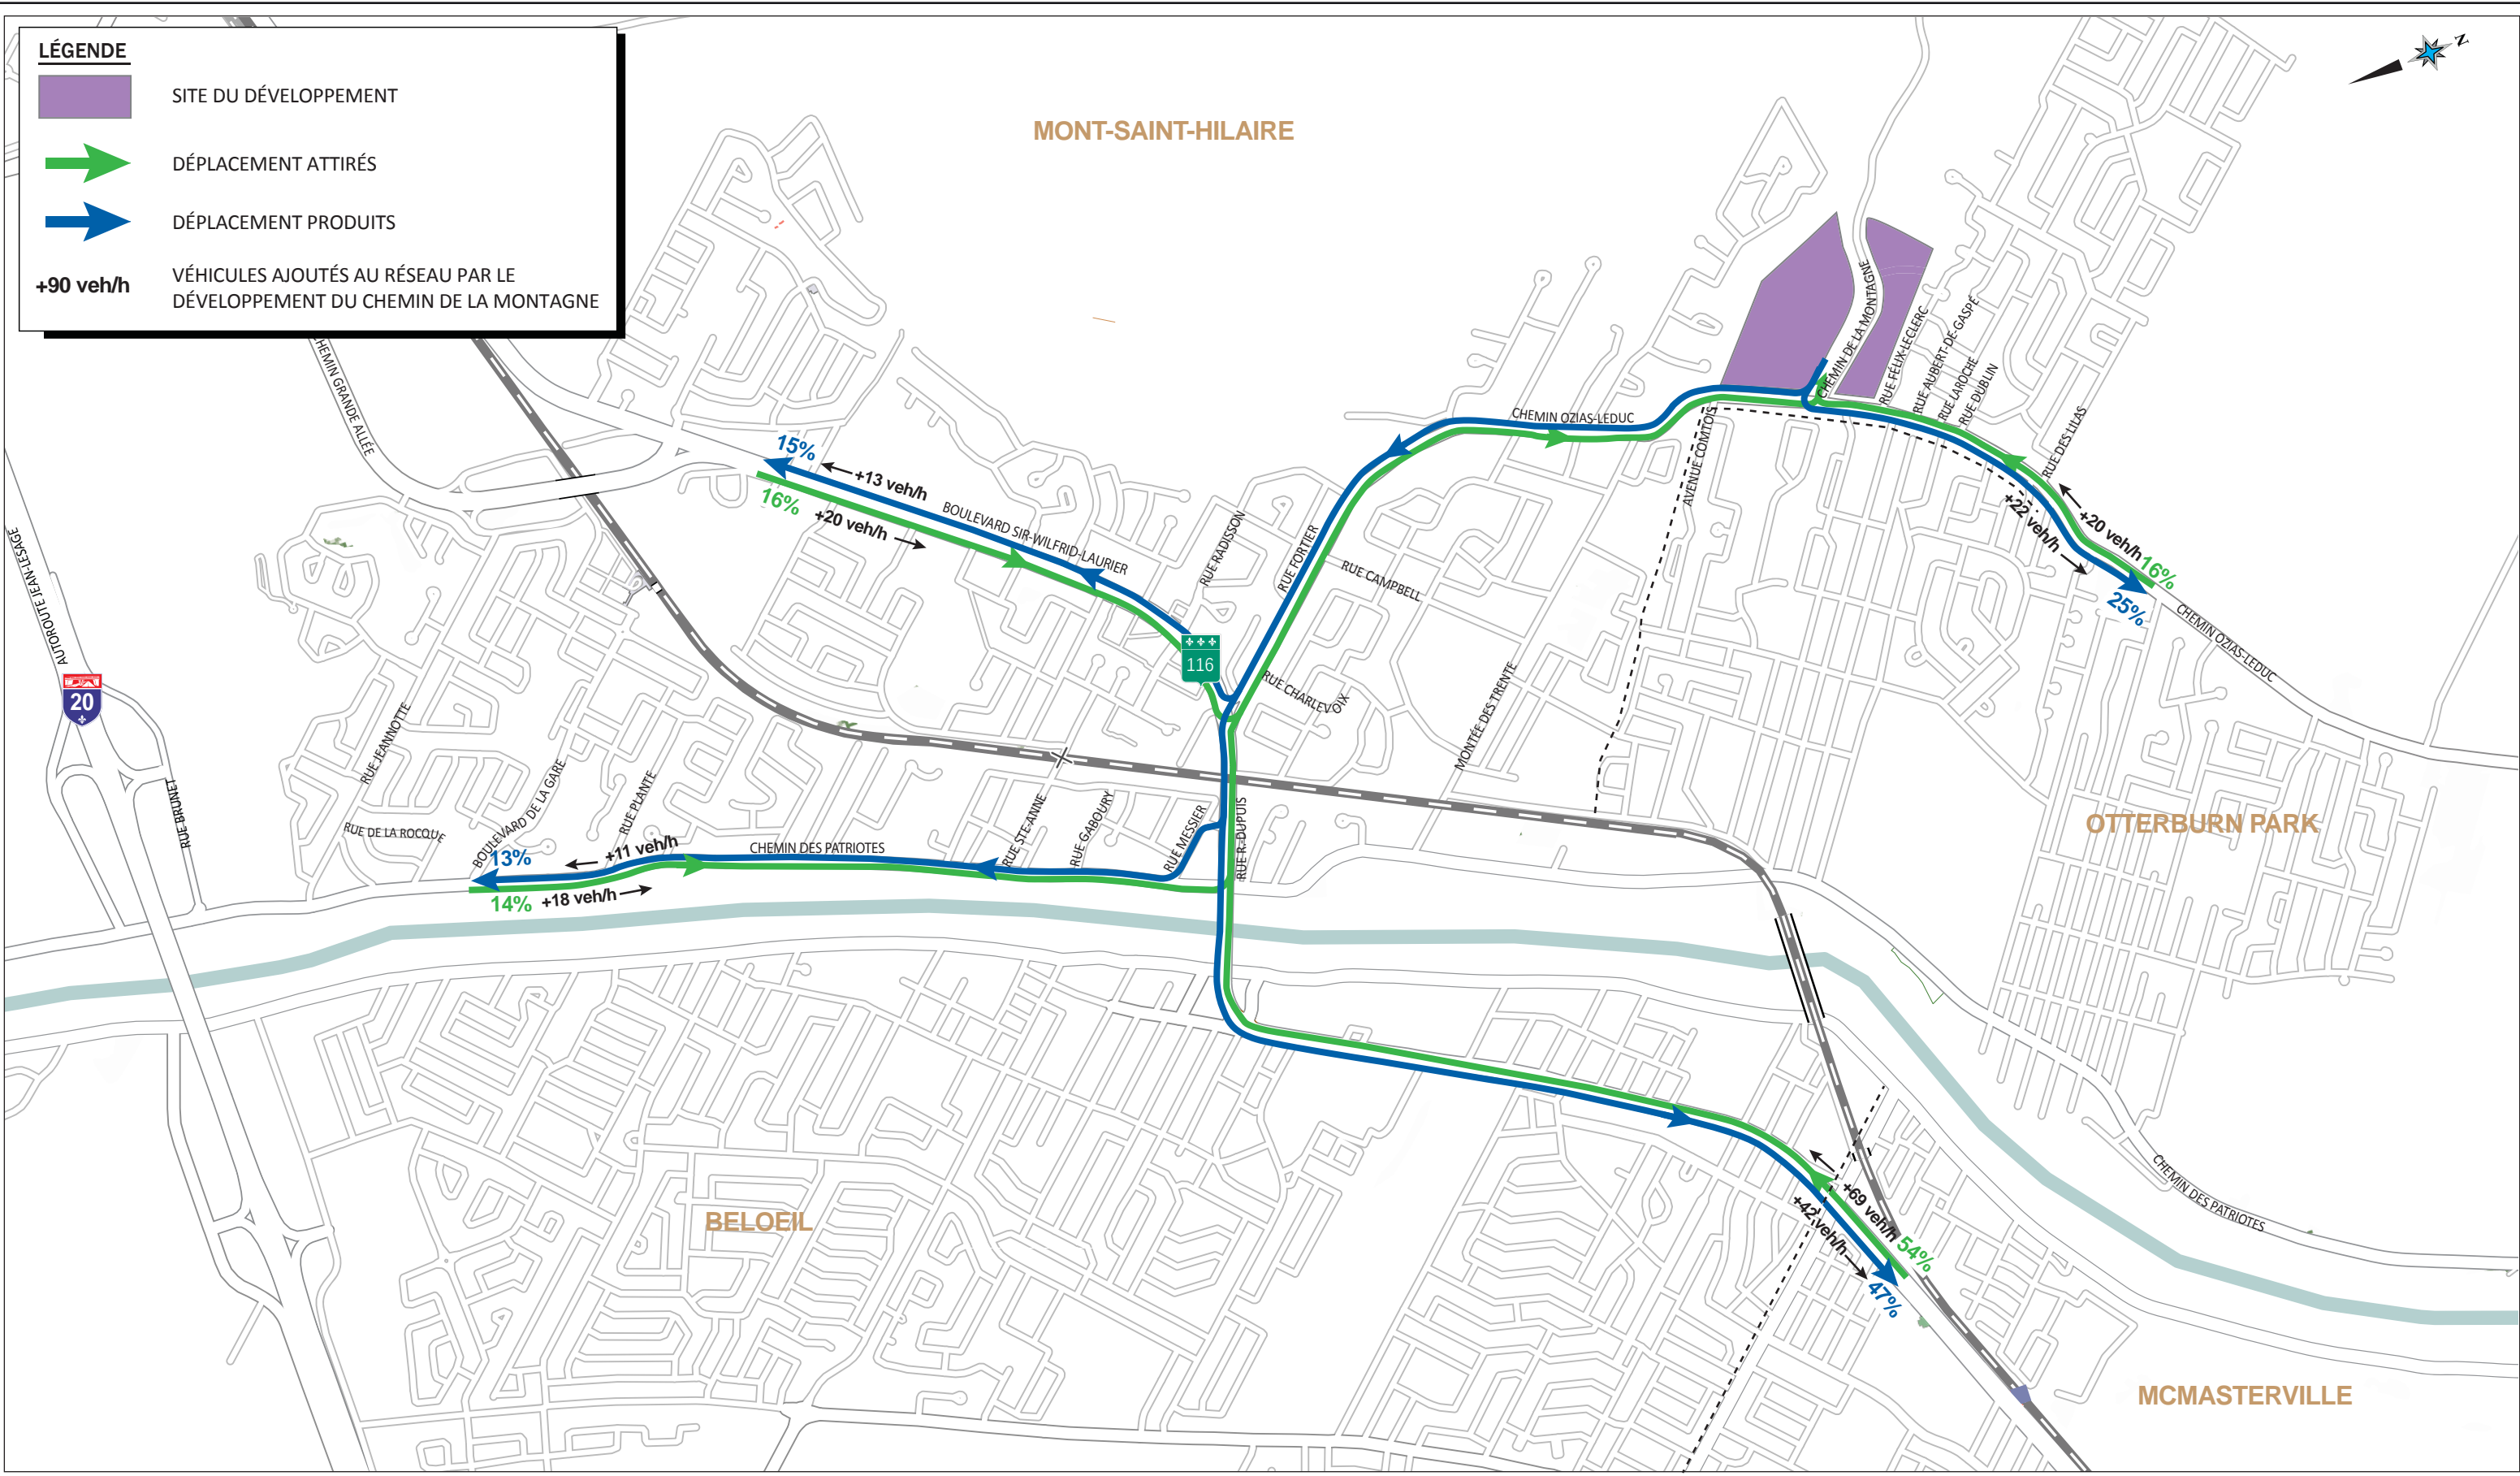 LÉGENDE
SITE DU DÉVELOPPEMENT
DÉPLACEMENT ATTIRÉS
DÉPLACEMENT PRODUITS
+90 veh/h
VÉHICULES AJOUTÉS AU RÉSEAU PAR LE
DÉVELOPPEMENT DU CHEMIN DE LA MONTAGNE
N
MONT-SAINT-HILAIRE
CHEMIN GRANDE ALLÉE
AUTOROUTE JEAN-LESAGE
20
RUE BRUNET
RUE JEANNOTTE
RUE DE LA ROCQUE
BOULEVARD DE LA GARE
RUE PLANTE
15%
+13 veh/h
16%
+20 veh/h
BOULEVARD SIR-WILFRID-LAURIER
116
RUE RADISSON
RUE FORTIER
RUE CAMPBELL
RUE CHARLEVOIX
MONTÉE DES TRENTE
CHEMIN OZIAS-LEDUC
AVENUE COMTOIS
CHEMIN DE LA MONTAGNE
RUE FÉLIX-LECLERC
RUE AUBERT-DE-GASPÉ
RUE LAROCHE
RUE DUBLIN
RUE DES LILAS
+20 veh/h
16%
+22 veh/h
25%
CHEMIN OZIAS-LEDUC
13%
+11 veh/h
14%
+18 veh/h
CHEMIN DES PATRIOTES
RUE STE-ANNE
RUE GABOURY
RUE MESSIER
RUE R.-DUPUIS
OTTERBURN PARK
BELOEIL
+69 veh/h
54%
+42 veh/h
47%
CHEMIN DES PATRIOTES
MCMASTERVILLE